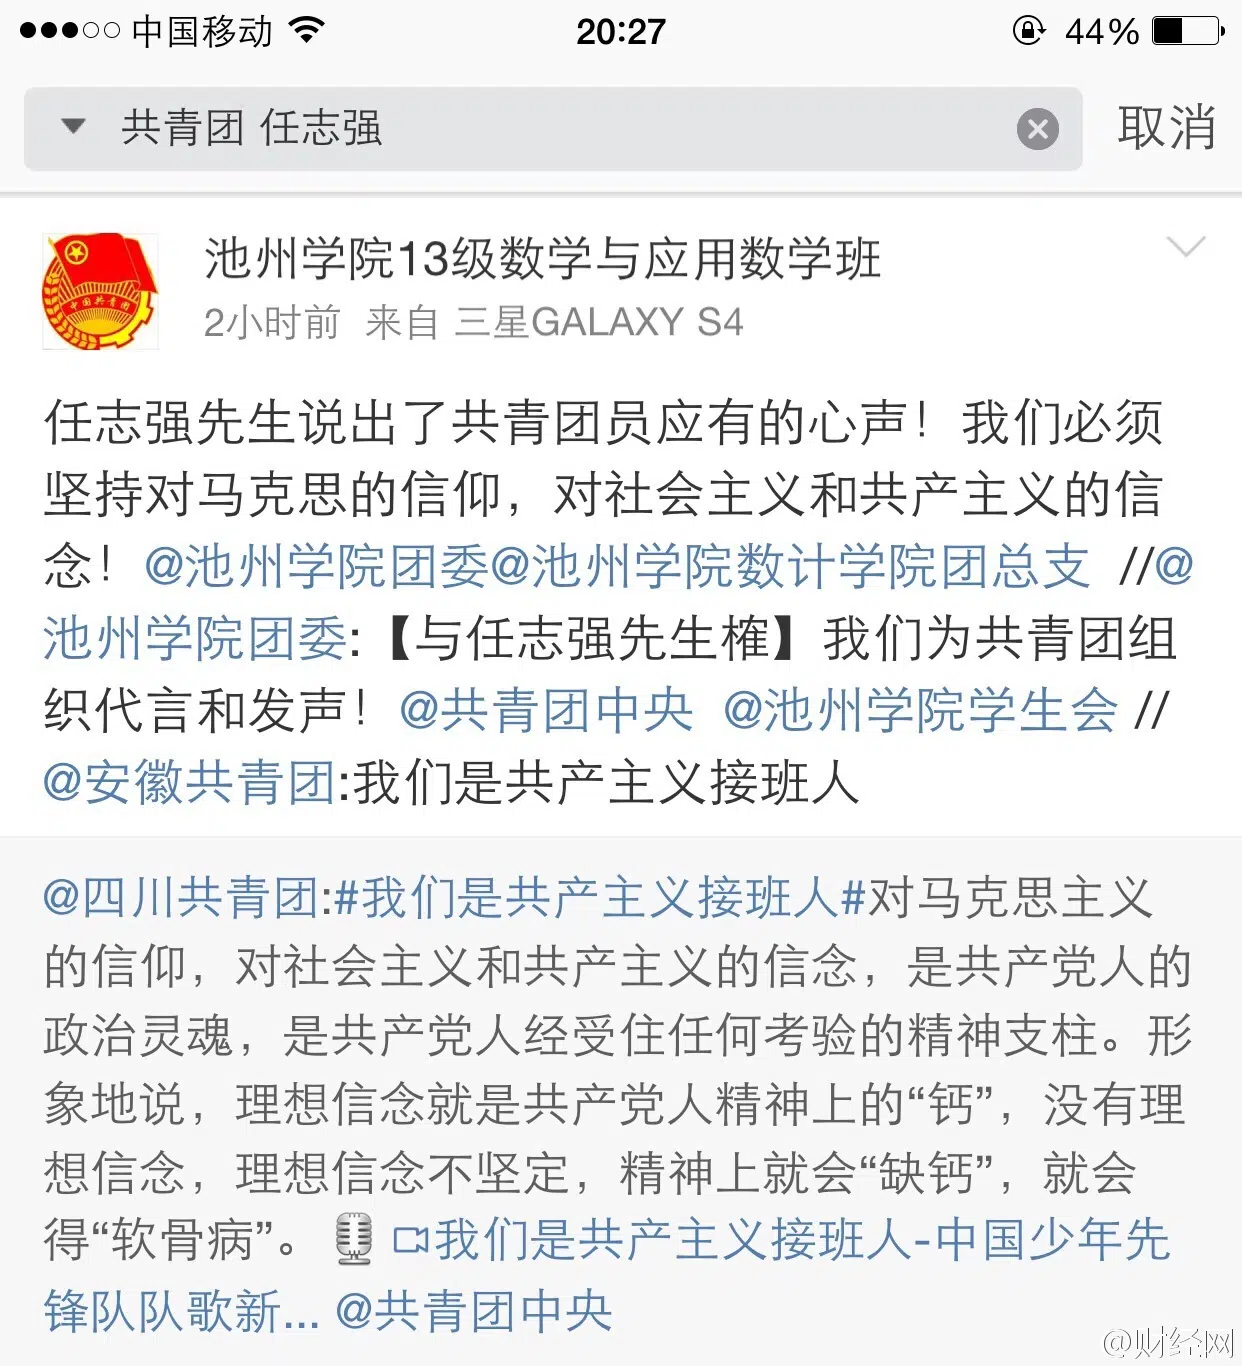 中国移动 20:27 44%
共青团 任志强 取消
中国共青团
池州学院13级数学与应用数学班
2小时前 来自 三星GALAXY S4
任志强先生说出了共青团员应有的心声！我们必须
坚持对马克思的信仰，对社会主义和共产主义的信
念！@池州学院团委@池州学院数计学院团总支 //@
池州学院团委:【与任志强先生榷】我们为共青团组
织代言和发声！@共青团中央 @池州学院学生会 //
@安徽共青团:我们是共产主义接班人
@四川共青团:#我们是共产主义接班人#对马克思主义
的信仰，对社会主义和共产主义的信念，是共产党人的
政治灵魂，是共产党人经受住任何考验的精神支柱。形
象地说，理想信念就是共产党人精神上的“钙”，没有理
想信念，理想信念不坚定，精神上就会“缺钙”，就会
得“软骨病”。 我们是共产主义接班人-中国少年先
锋队队歌新... @共青团中央
@财经网